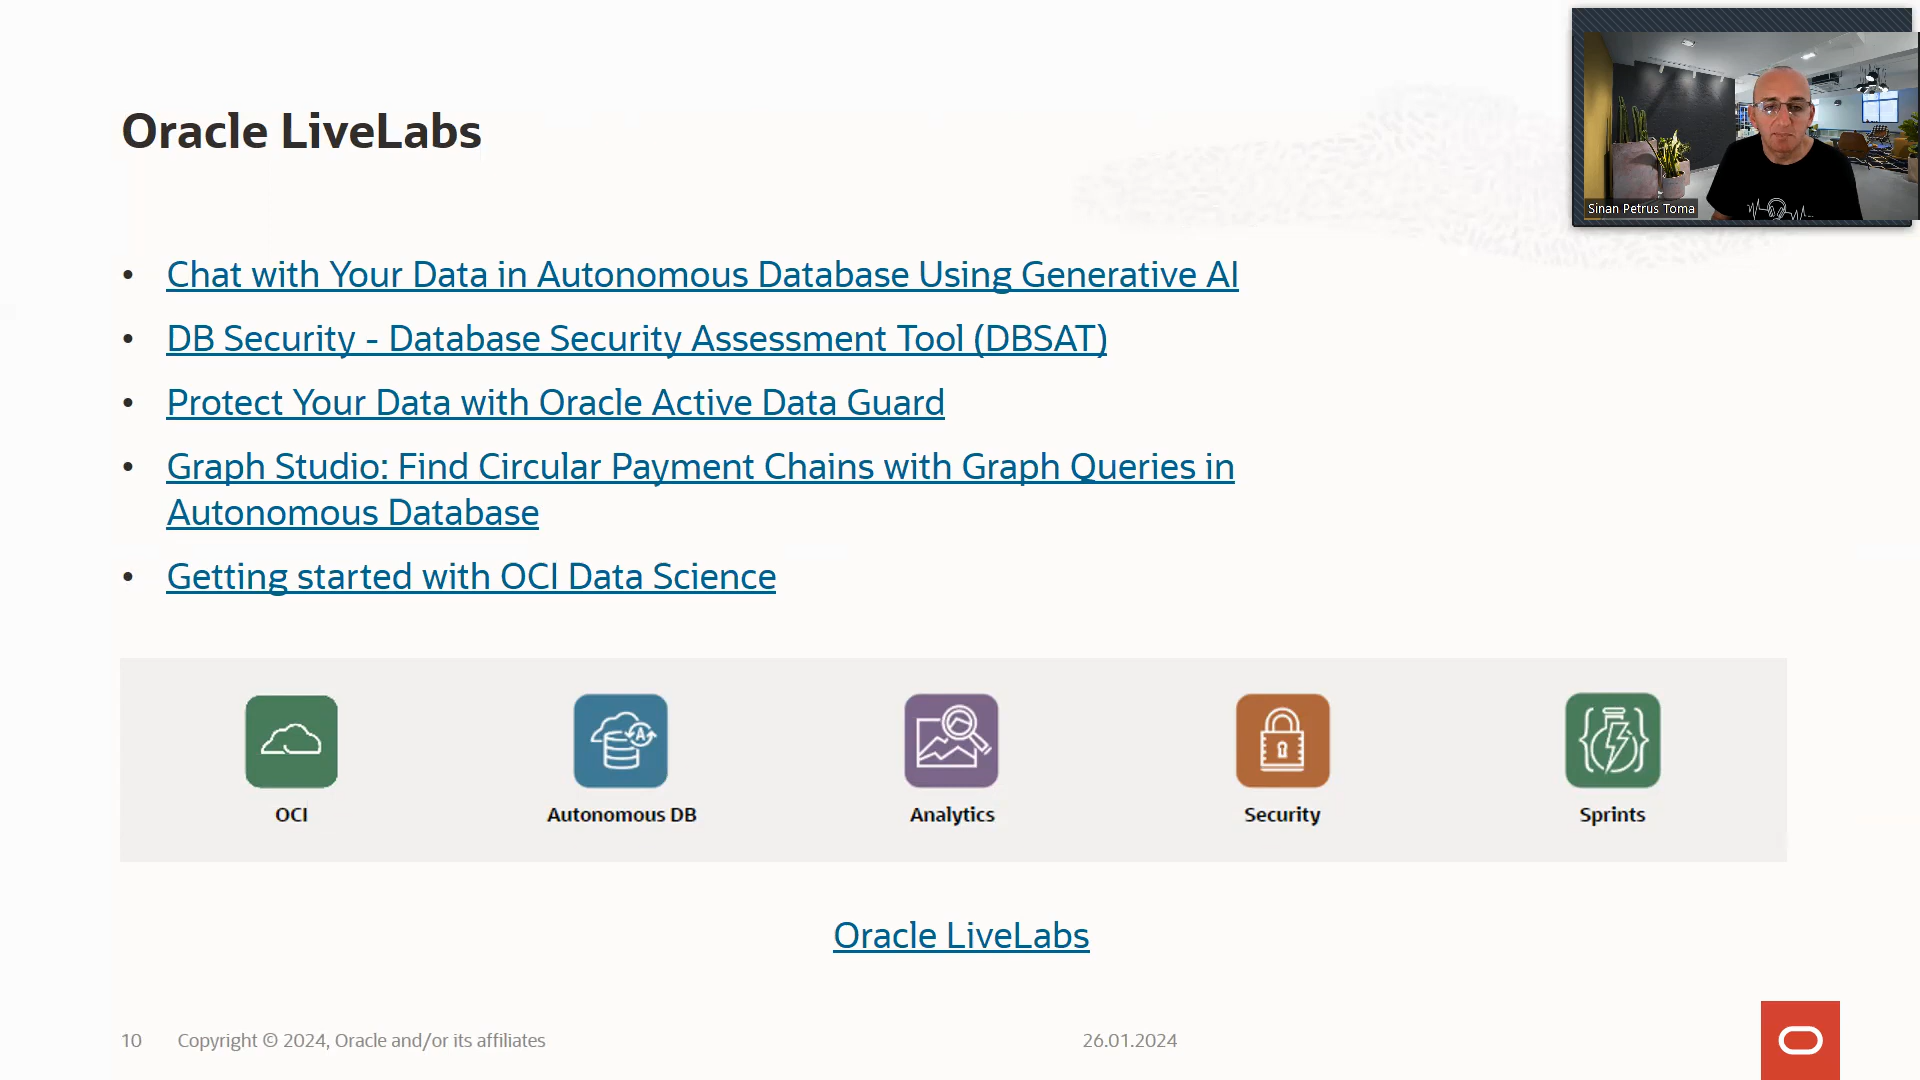 Oracle LiveLabs
Sinan Petrus Toma
• Chat with Your Data in Autonomous Database Using Generative AI
• DB Security - Database Security Assessment Tool (DBSAT)
• Protect Your Data with Oracle Active Data Guard
• Graph Studio: Find Circular Payment Chains with Graph Queries in
Autonomous Database
• Getting started with OCI Data Science
OCI
Autonomous DB
Analytics
Security
Sprints
Oracle LiveLabs
10 Copyright © 2024, Oracle and/or its affiliates 26.01.2024